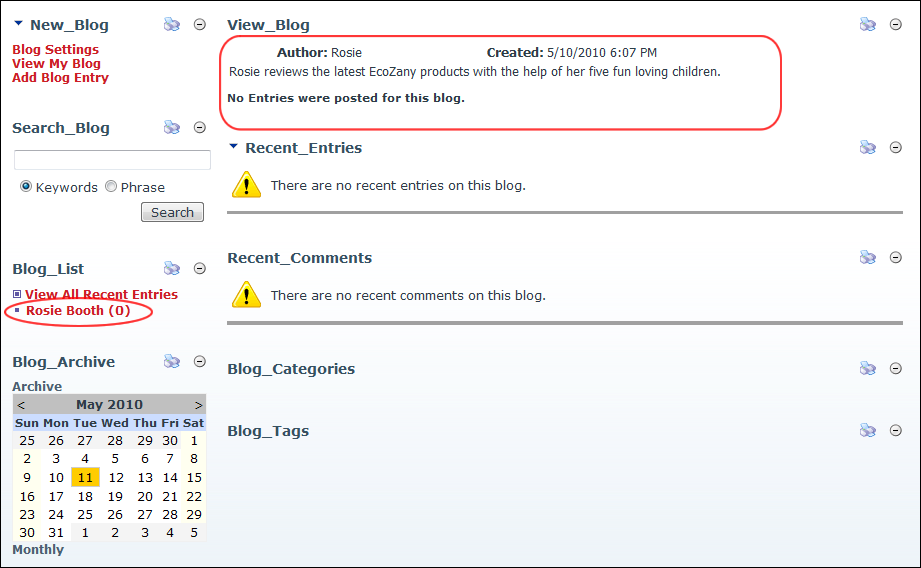 New_Blog
Blog Settings
View My Blog
Add Blog Entry
Search_Blog
Keywords Phrase
Search
Blog_List
View All Recent Entries
Rosie Booth (0)
Blog_Archive
Archive
< May 2010 >
Sun Mon Tue Wed Thu Fri Sat
25 26 27 28 29 30 1
2 3 4 5 6 7 8
9 10 11 12 13 14 15
16 17 18 19 20 21 22
23 24 25 26 27 28 29
30 31 1 2 3 4 5
Monthly
View_Blog
Author: Rosie Created: 5/10/2010 6:07 PM
Rosie reviews the latest EcoZany products with the help of her five fun loving children.
No Entries were posted for this blog.
Recent_Entries
There are no recent entries on this blog.
Recent_Comments
There are no recent comments on this blog.
Blog_Categories
Blog_Tags